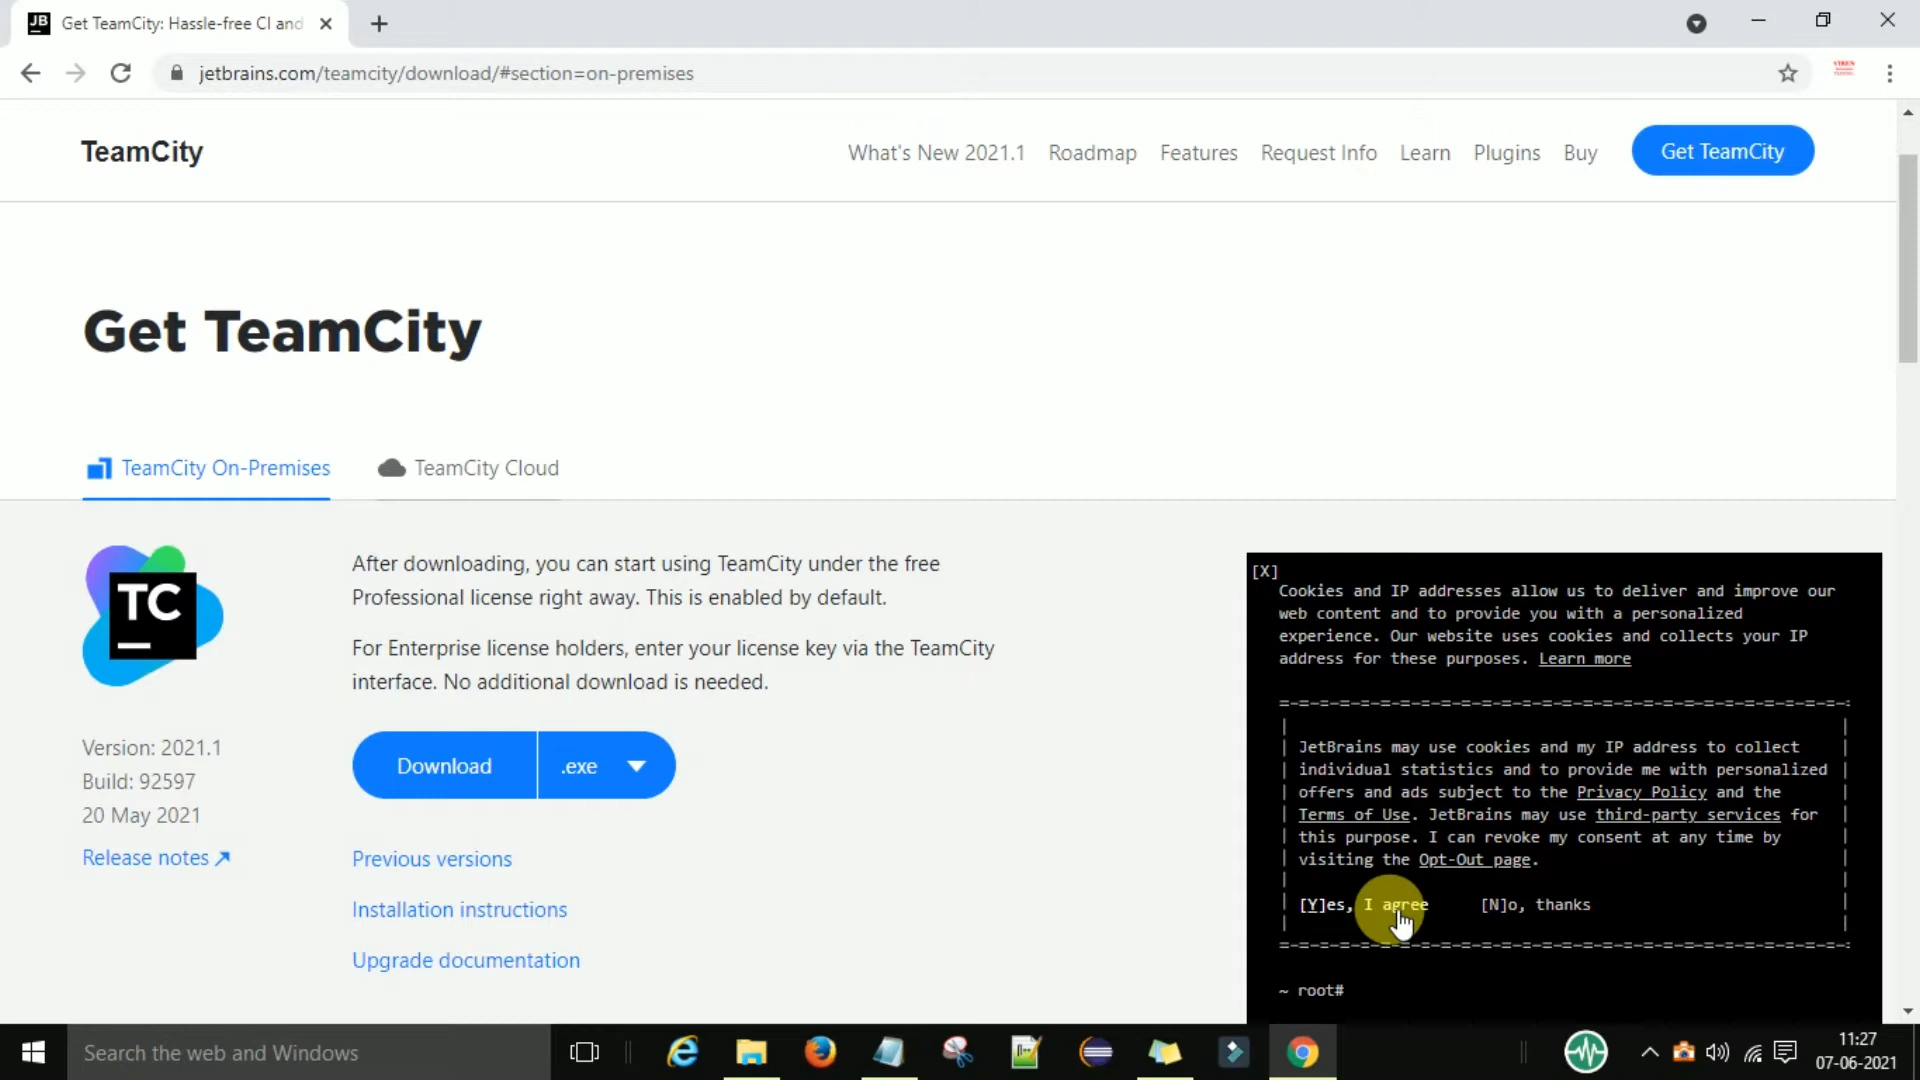 JB
Get TeamCity: Hassle-free CI and
jetbrains.com/teamcity/download/#section=on-premises
TeamCity
What's New 2021.1 Roadmap Features Request Info Learn Plugins Buy Get TeamCity
Get TeamCity
TeamCity On-Premises TeamCity Cloud
TC
After downloading, you can start using TeamCity under the free
Professional license right away. This is enabled by default.
For Enterprise license holders, enter your license key via the TeamCity
interface. No additional download is needed.
Version: 2021.1
Build: 92597
20 May 2021
Release notes ↗
Download .exe
Previous versions
Installation instructions
Upgrade documentation
[X]
Cookies and IP addresses allow us to deliver and improve our
web content and to provide you with a personalized
experience. Our website uses cookies and collects your IP
address for these purposes. Learn more
JetBrains may use cookies and my IP address to collect
individual statistics and to provide me with personalized
offers and ads subject to the Privacy Policy and the
Terms of Use. JetBrains may use third-party services for
this purpose. I can revoke my consent at any time by
visiting the Opt-Out page.
[Y]es, I agree [N]o, thanks
~ root#
Search the web and Windows
11:27
07-06-2021